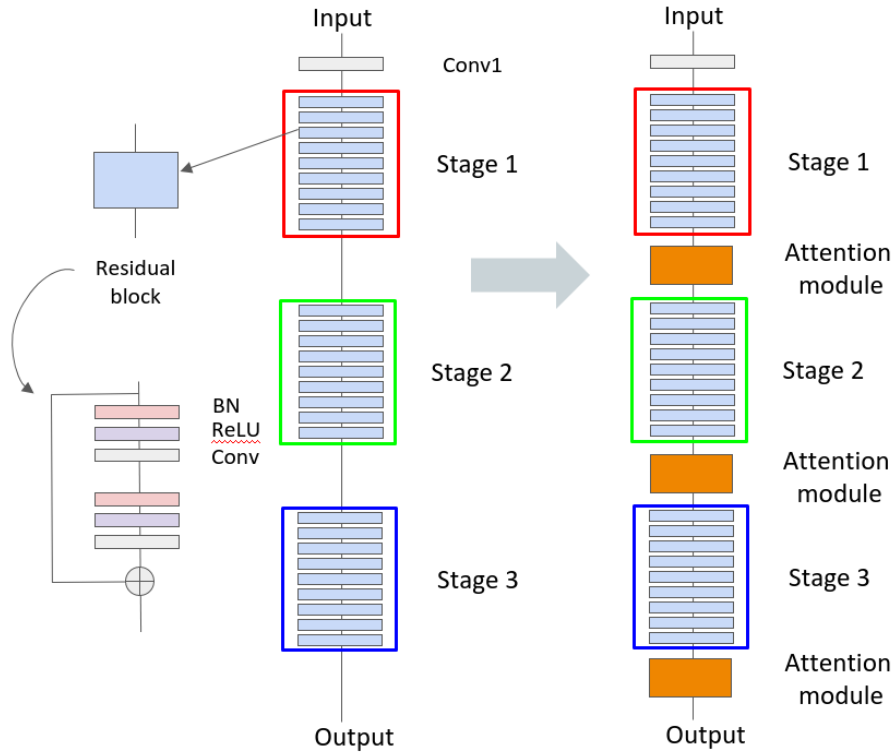 Input
Conv1
Stage 1
Residual
block
Stage 2
BN
ReLU
Conv
Stage 3
Output
Input
Stage 1
Attention
module
Stage 2
Attention
module
Stage 3
Attention
module
Output